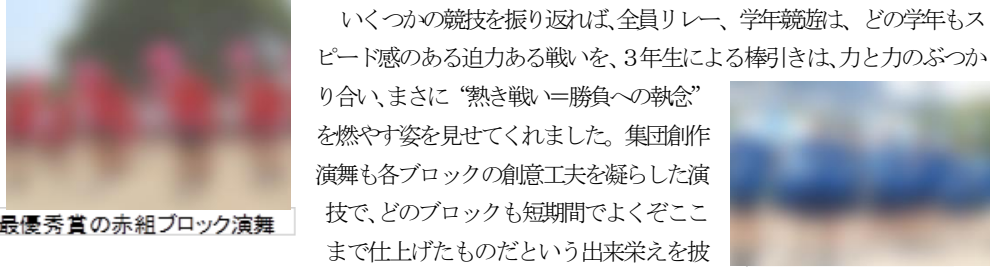 いくつかの競技を振り返れば、全員リレー、学年競遊は、どの学年もス
ピード感のある迫力ある戦いを、３年生による棒引きは、力と力のぶつか
り合い、まさに“熱き戦い＝勝負への執念”
を燃やす姿を見せてくれました。集団創作
演舞も各ブロックの創意工夫を凝らした演
技で、どのブロックも短期間でよくぞここ
まで仕上げたものだという出来栄えを披
最優秀賞の赤組ブロック演舞